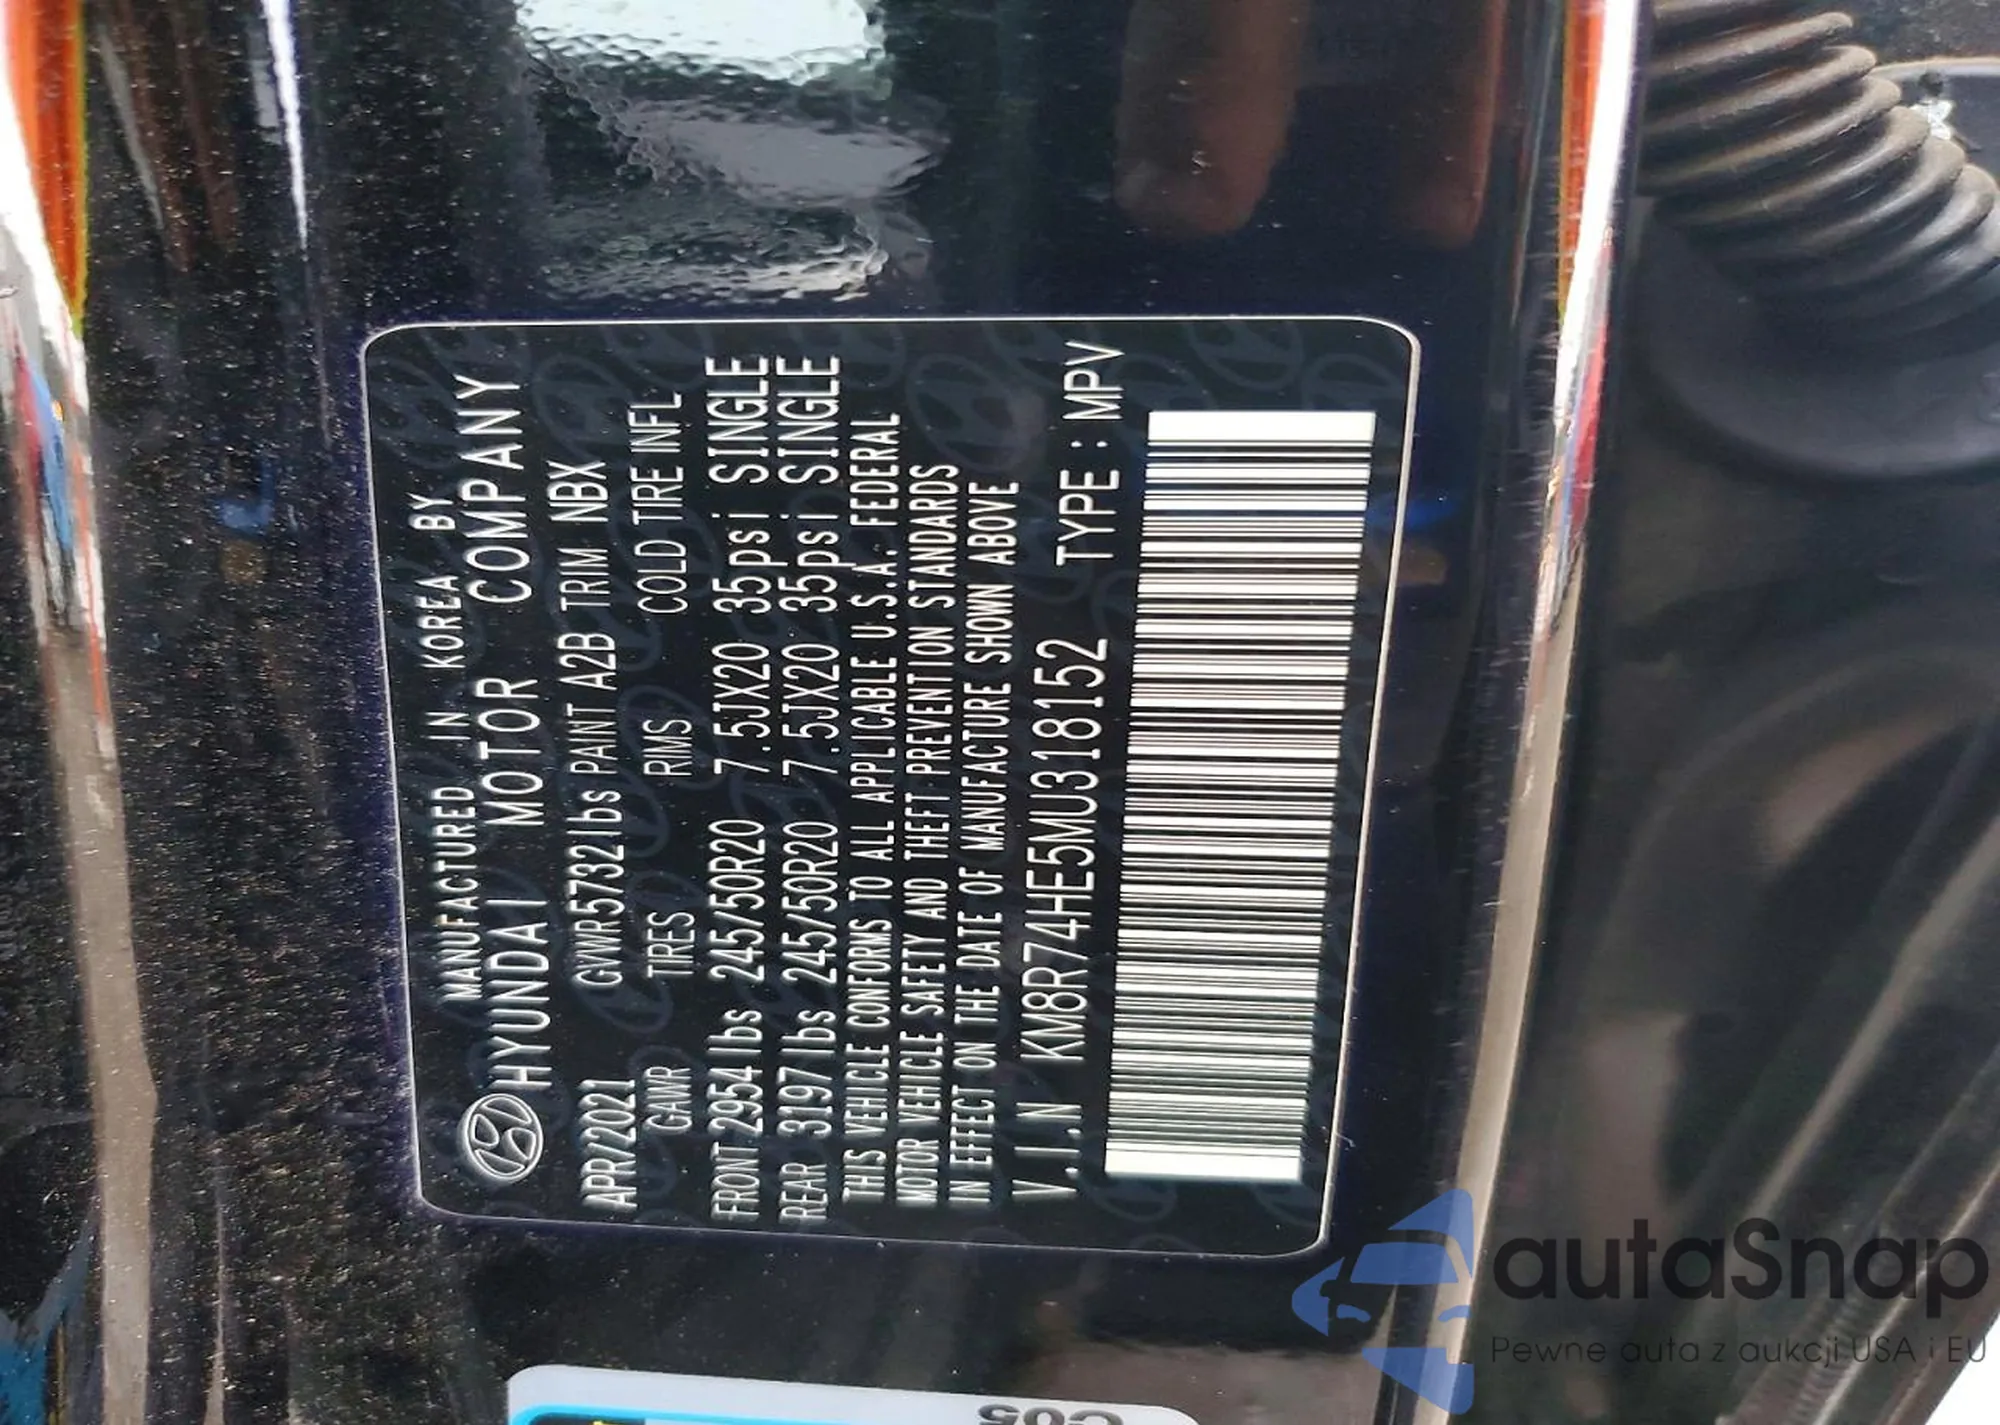 MANUFACTURED IN KOREA BY
HYUNDAI MOTOR COMPANY
APR/2021 GVWR5732lbs PANT A2B TRIM NBX
GAWR TIRES RIMS COLD TIRE INFL
FRONT 2954lbs 245/50R20 7.5JX20 35psi SINGLE
REAR 3197lbs 245/50R20 7.5JX20 35psi SINGLE
THIS VEHICLE CONFORMS TO ALL APPLICABLE U.S.A. FEDERAL
MOTOR VEHICLE SAFETY AND THEFT PREVENTION STANDARDS
IN EFFECT ON THE DATE OF MANUFACTURE SHOWN ABOVE
V.I.N KM8R74HE5MU318152 TYPE : MPV
autaSnap
Pewne auta z aukcji USA i EU
C05